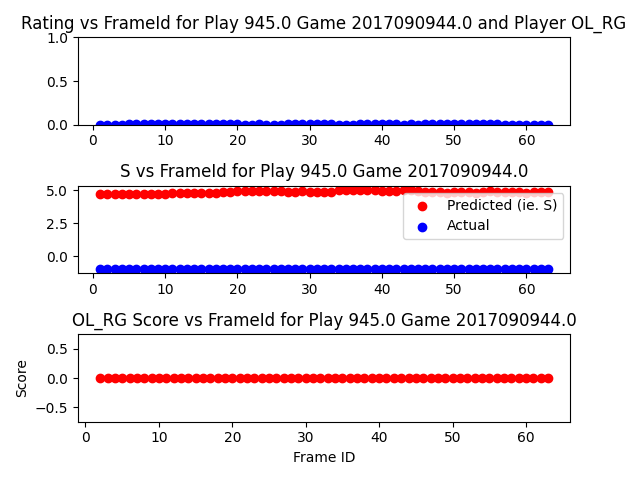 Rating vs FrameId for Play 945.0 Game 2017090944.0 and Player OL_RG
1.0
0.5
0.0
0 10 20 30 40 50 60
S vs FrameId for Play 945.0 Game 2017090944.0
5.0
2.5
0.0
Predicted (ie. S)
Actual
0 10 20 30 40 50 60
OL_RG Score vs FrameId for Play 945.0 Game 2017090944.0
Score
0.5
0.0
−0.5
0 10 20 30 40 50 60
Frame ID